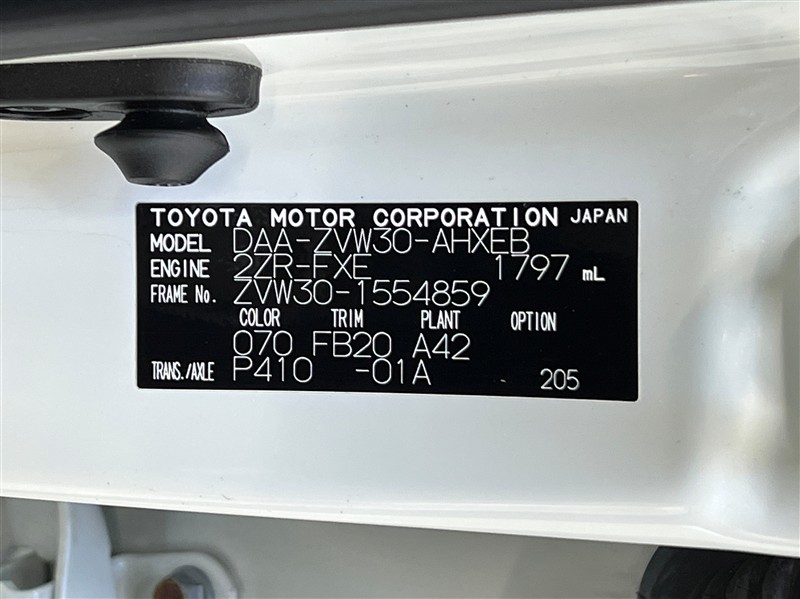 TOYOTA MOTOR CORPORATION JAPAN
MODEL DAA-ZVW30-AHXEB
ENGINE 2ZR-FXE 1797 mL
FRAME No. ZVW30-1554859
COLOR TRIM PLANT OPTION
070 FB20 A42
TRANS./AXLE P410 -01A 205